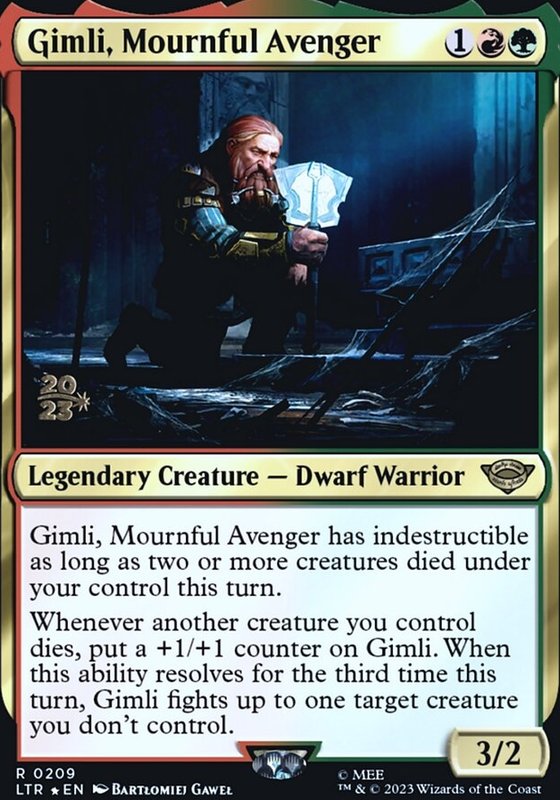 Gimli, Mournful Avenger 1
20
23
Legendary Creature — Dwarf Warrior
Gimli, Mournful Avenger has indestructible
as long as two or more creatures died under
your control this turn.
Whenever another creature you control
dies, put a +1/+1 counter on Gimli. When
this ability resolves for the third time this
turn, Gimli fights up to one target creature
you don't control.
3/2
R 0209
LTR ★ EN Bartłomiej Gaweł
© MEE
™ & © 2023 Wizards of the Coast